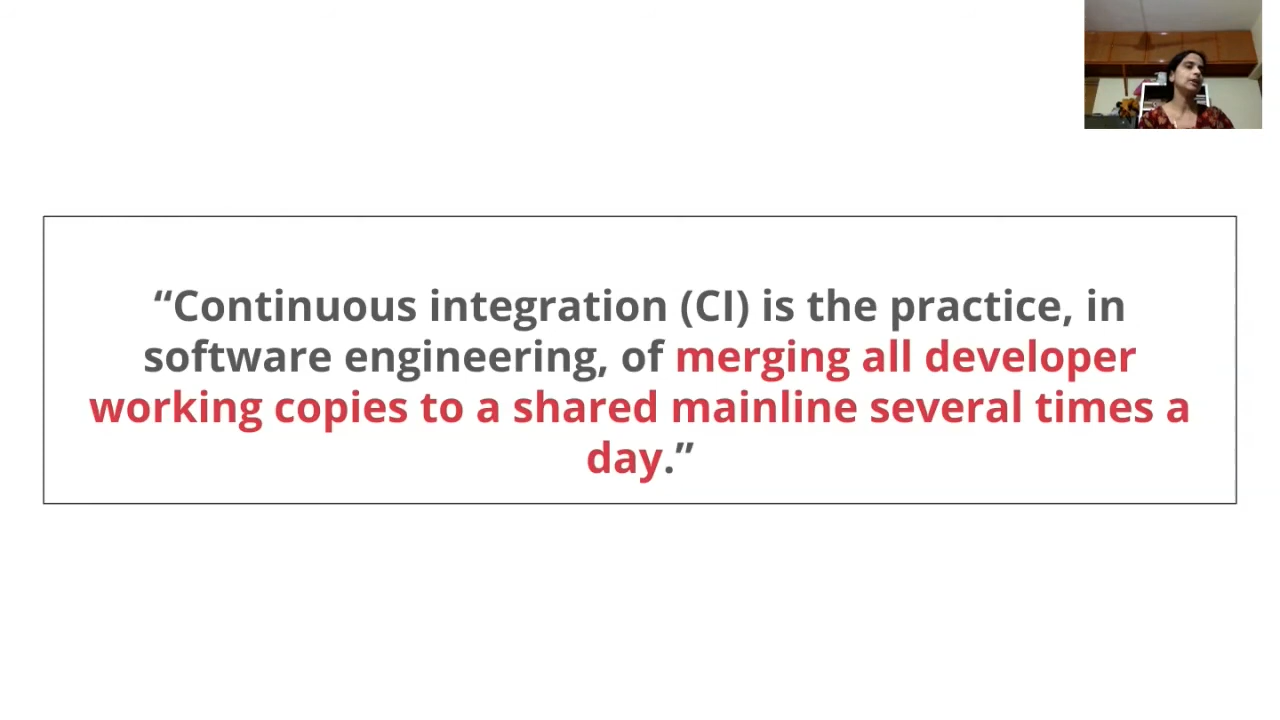 “Continuous integration (CI) is the practice, in
software engineering, of merging all developer
working copies to a shared mainline several times a
day.”